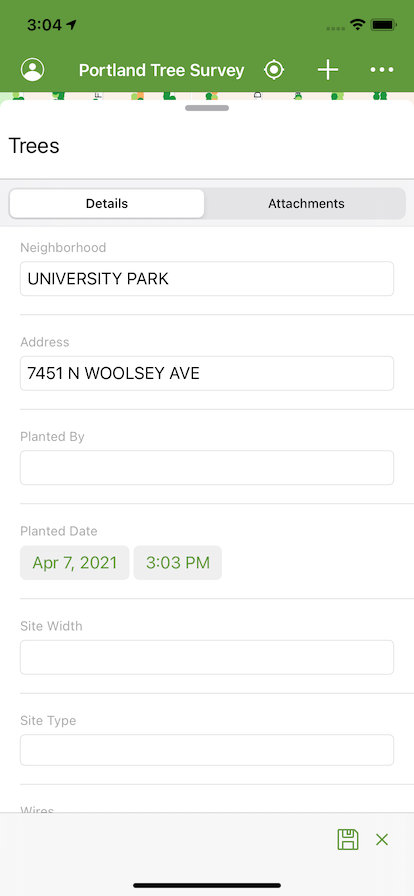 3:04
Portland Tree Survey
Trees
Details
Attachments
Neighborhood
UNIVERSITY PARK
Address
7451 N WOOLSEY AVE
Planted By
Planted Date
Apr 7, 2021
3:03 PM
Site Width
Site Type
Wires